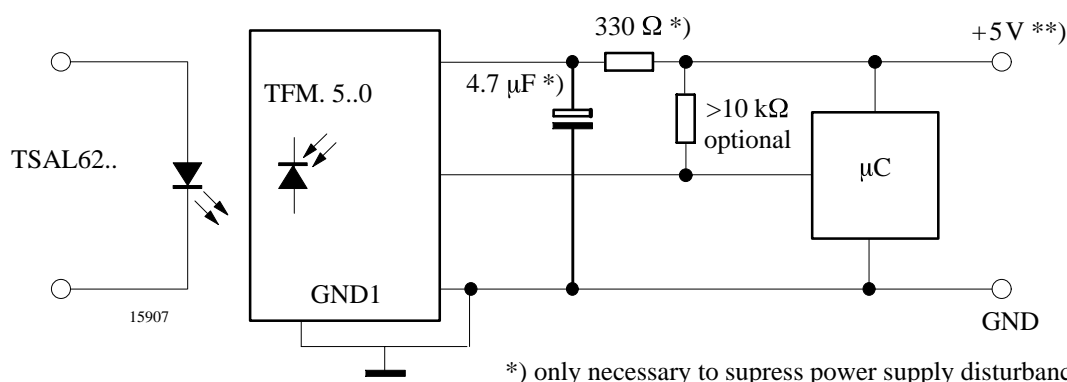 330 Ω *)
+5V **)
4.7 μF *)
TFM. 5..0
>10 kΩ
optional
TSAL62..
μC
GND1
15907
GND
*) only necessary to supress power supply disturbanc